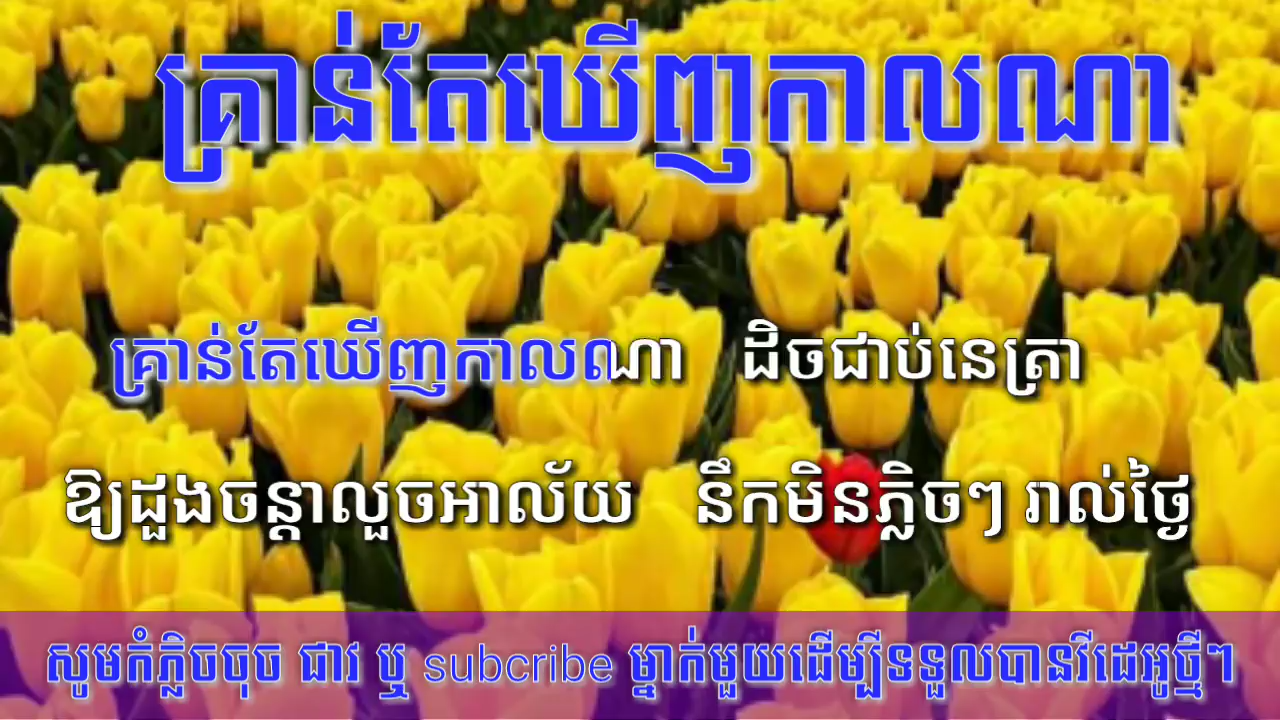 គ្រាន់តែឃើញកាលណា
គ្រាន់តែឃើញកាលណា ដិចជាប់នេត្រា
ឱ្យដួងចន្តាលួចអាល័យ នឹកមិនភ្លិចៗ រាល់ថ្ងៃ
សូមកំភ្លិចចុច ជាវ ឬ subcribe ម្នាក់មួយដើម្បីទទួលបានវីដេអូថ្មីៗ